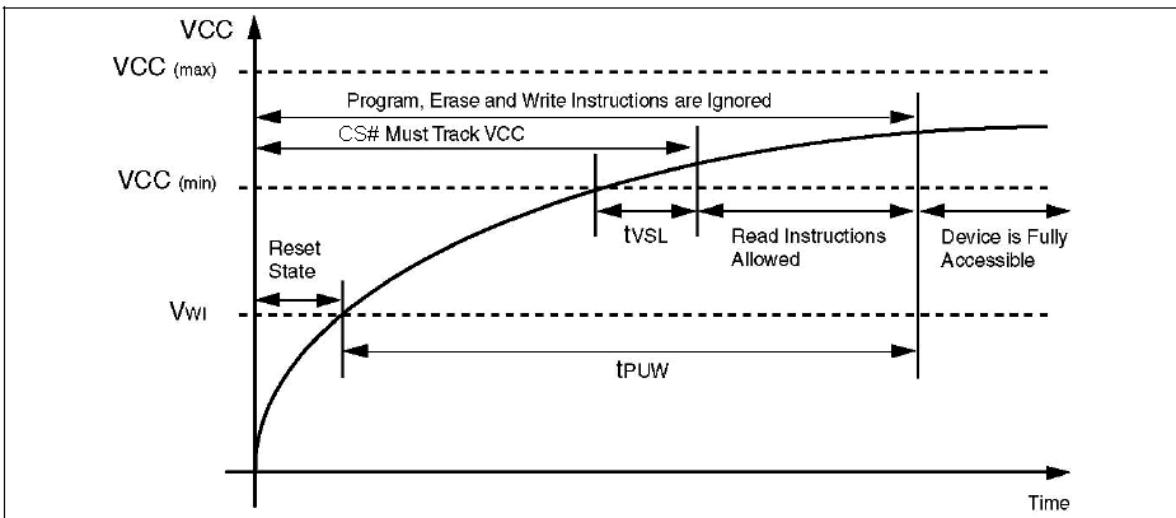 VCC
VCC (max)
Program, Erase and Write Instructions are Ignored
CS# Must Track VCC
VCC (min)
tVSL
Read Instructions
Allowed
Device is Fully
Accessible
Reset
State
VWI
tPUW
Time